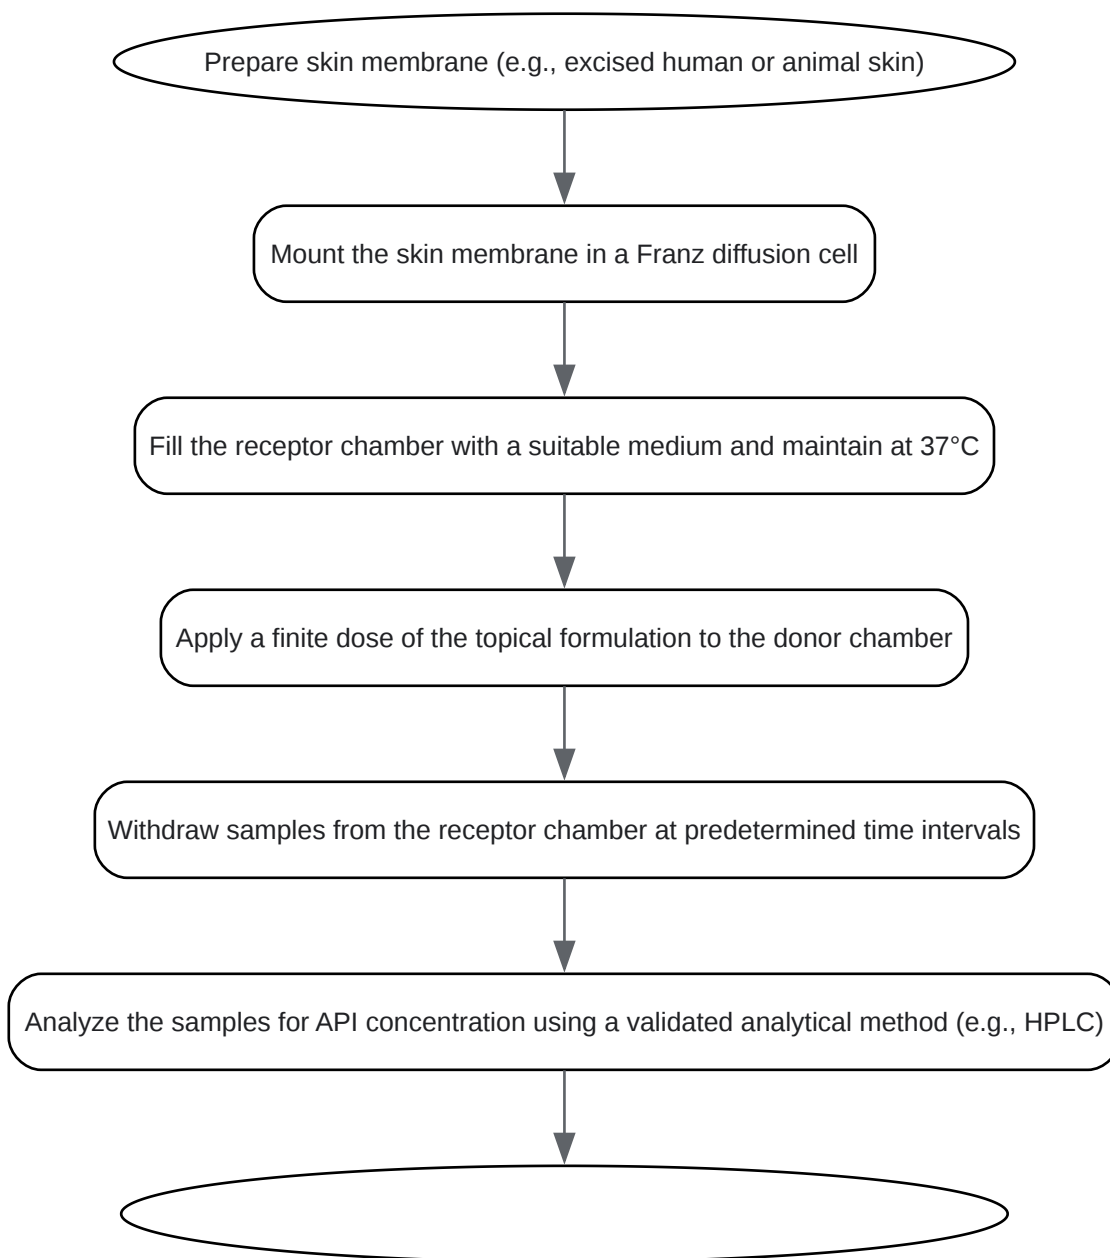 Prepare skin membrane (e.g., excised human or animal skin)
Mount the skin membrane in a Franz diffusion cell
Fill the receptor chamber with a suitable medium and maintain at 37°C
Apply a finite dose of the topical formulation to the donor chamber
Withdraw samples from the receptor chamber at predetermined time intervals
Analyze the samples for API concentration using a validated analytical method (e.g., HPLC)